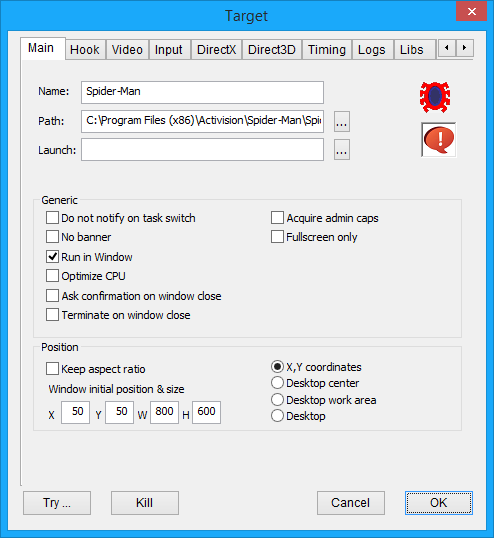 Target
Main Hook Video Input DirectX Direct3D Timing Logs Libs
Name: Spider-Man
Path: C:\Program Files (x86)\Activision\Spider-Man\Spi ...
Launch: ...
Generic
Do not notify on task switch Acquire admin caps
No banner Fullscreen only
Run in Window
Optimize CPU
Ask confirmation on window close
Terminate on window close
Position
Keep aspect ratio X,Y coordinates
Window initial position & size Desktop center
Desktop work area
X 50 Y 50 W 800 H 600 Desktop
Try ... Kill Cancel OK